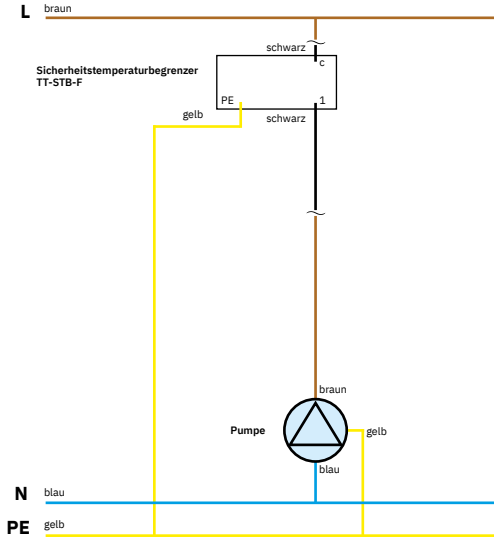 L
braun
schwarz
c
Sicherheitstemperaturbegrenzer
TT-STB-F
PE
1
gelb
schwarz
braun
Pumpe
gelb
blau
N
blau
PE
gelb